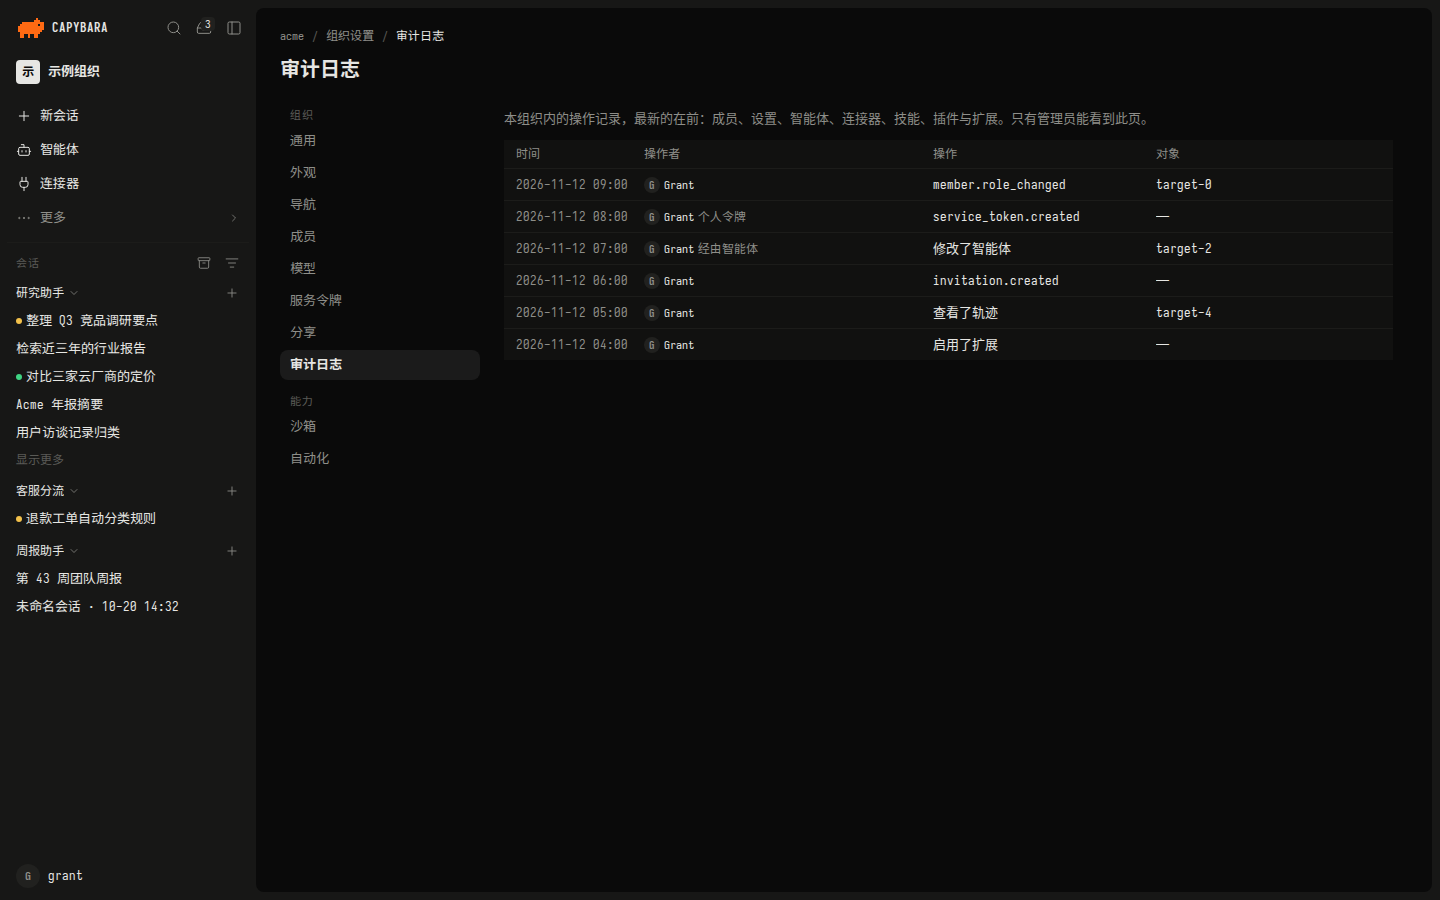 CAPYBARA
3
示 示例组织
新会话
智能体
连接器
更多
会话
研究助手
整理 Q3 竞品调研要点
检索近三年的行业报告
对比三家云厂商的定价
Acme 年报摘要
用户访谈记录归类
显示更多
客服分流
退款工单自动分类规则
周报助手
第 43 周团队周报
未命名会话 · 10-20 14:32
G grant
acme / 组织设置 / 审计日志
审计日志
组织
通用
外观
导航
成员
模型
服务令牌
分享
审计日志
能力
沙箱
自动化
本组织内的操作记录，最新的在前：成员、设置、智能体、连接器、技能、插件与扩展。只有管理员能看到此页。
时间 操作者 操作 对象
2026-11-12 09:00 G Grant member.role_changed target-0
2026-11-12 08:00 G Grant 个人令牌 service_token.created —
2026-11-12 07:00 G Grant 经由智能体 修改了智能体 target-2
2026-11-12 06:00 G Grant invitation.created —
2026-11-12 05:00 G Grant 查看了轨迹 target-4
2026-11-12 04:00 G Grant 启用了扩展 —